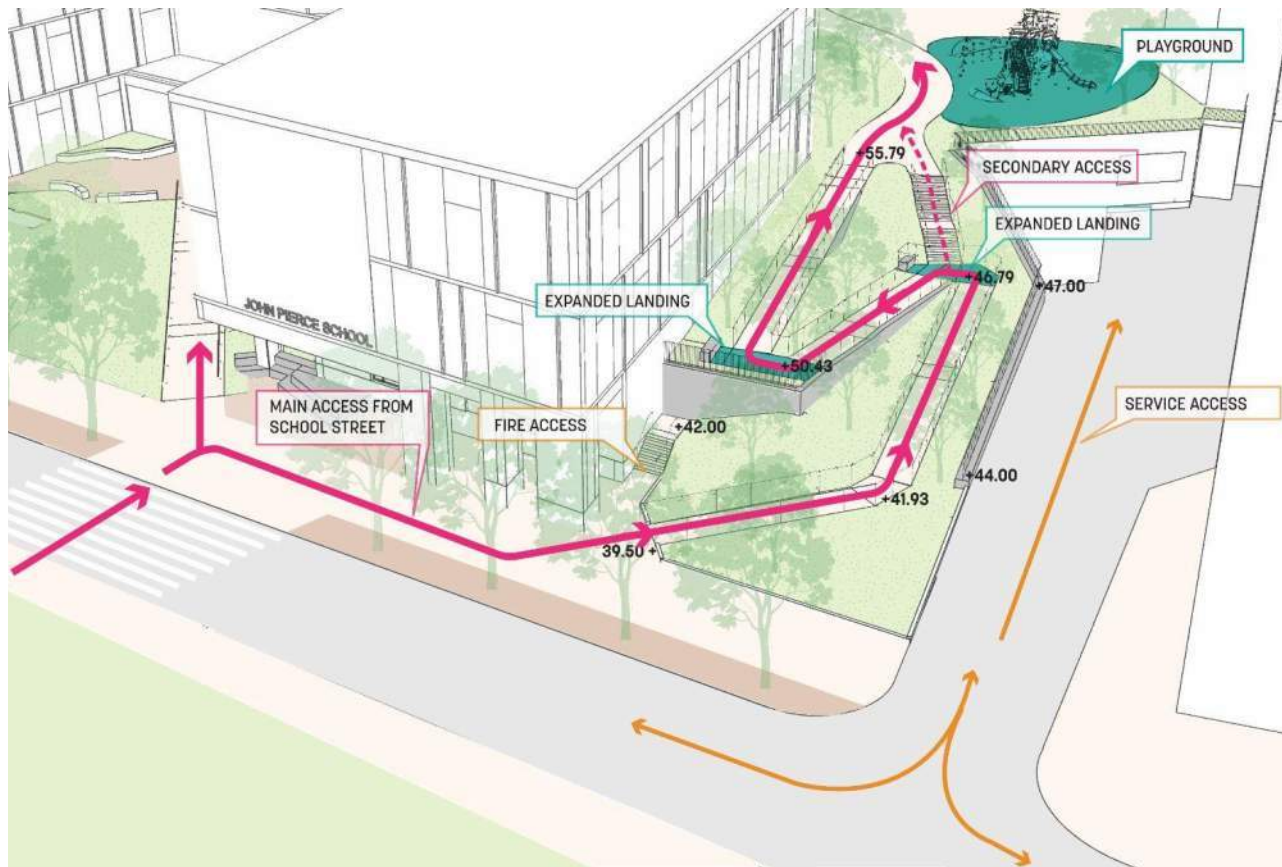 PLAYGROUND
+55.79
SECONDARY ACCESS
EXPANDED LANDING
+46.79
+47.00
EXPANDED LANDING
JOHN PIERCE SCHOOL
+50.43
MAIN ACCESS FROM
SCHOOL STREET
FIRE ACCESS
+42.00
SERVICE ACCESS
+44.00
+41.93
39.50 +